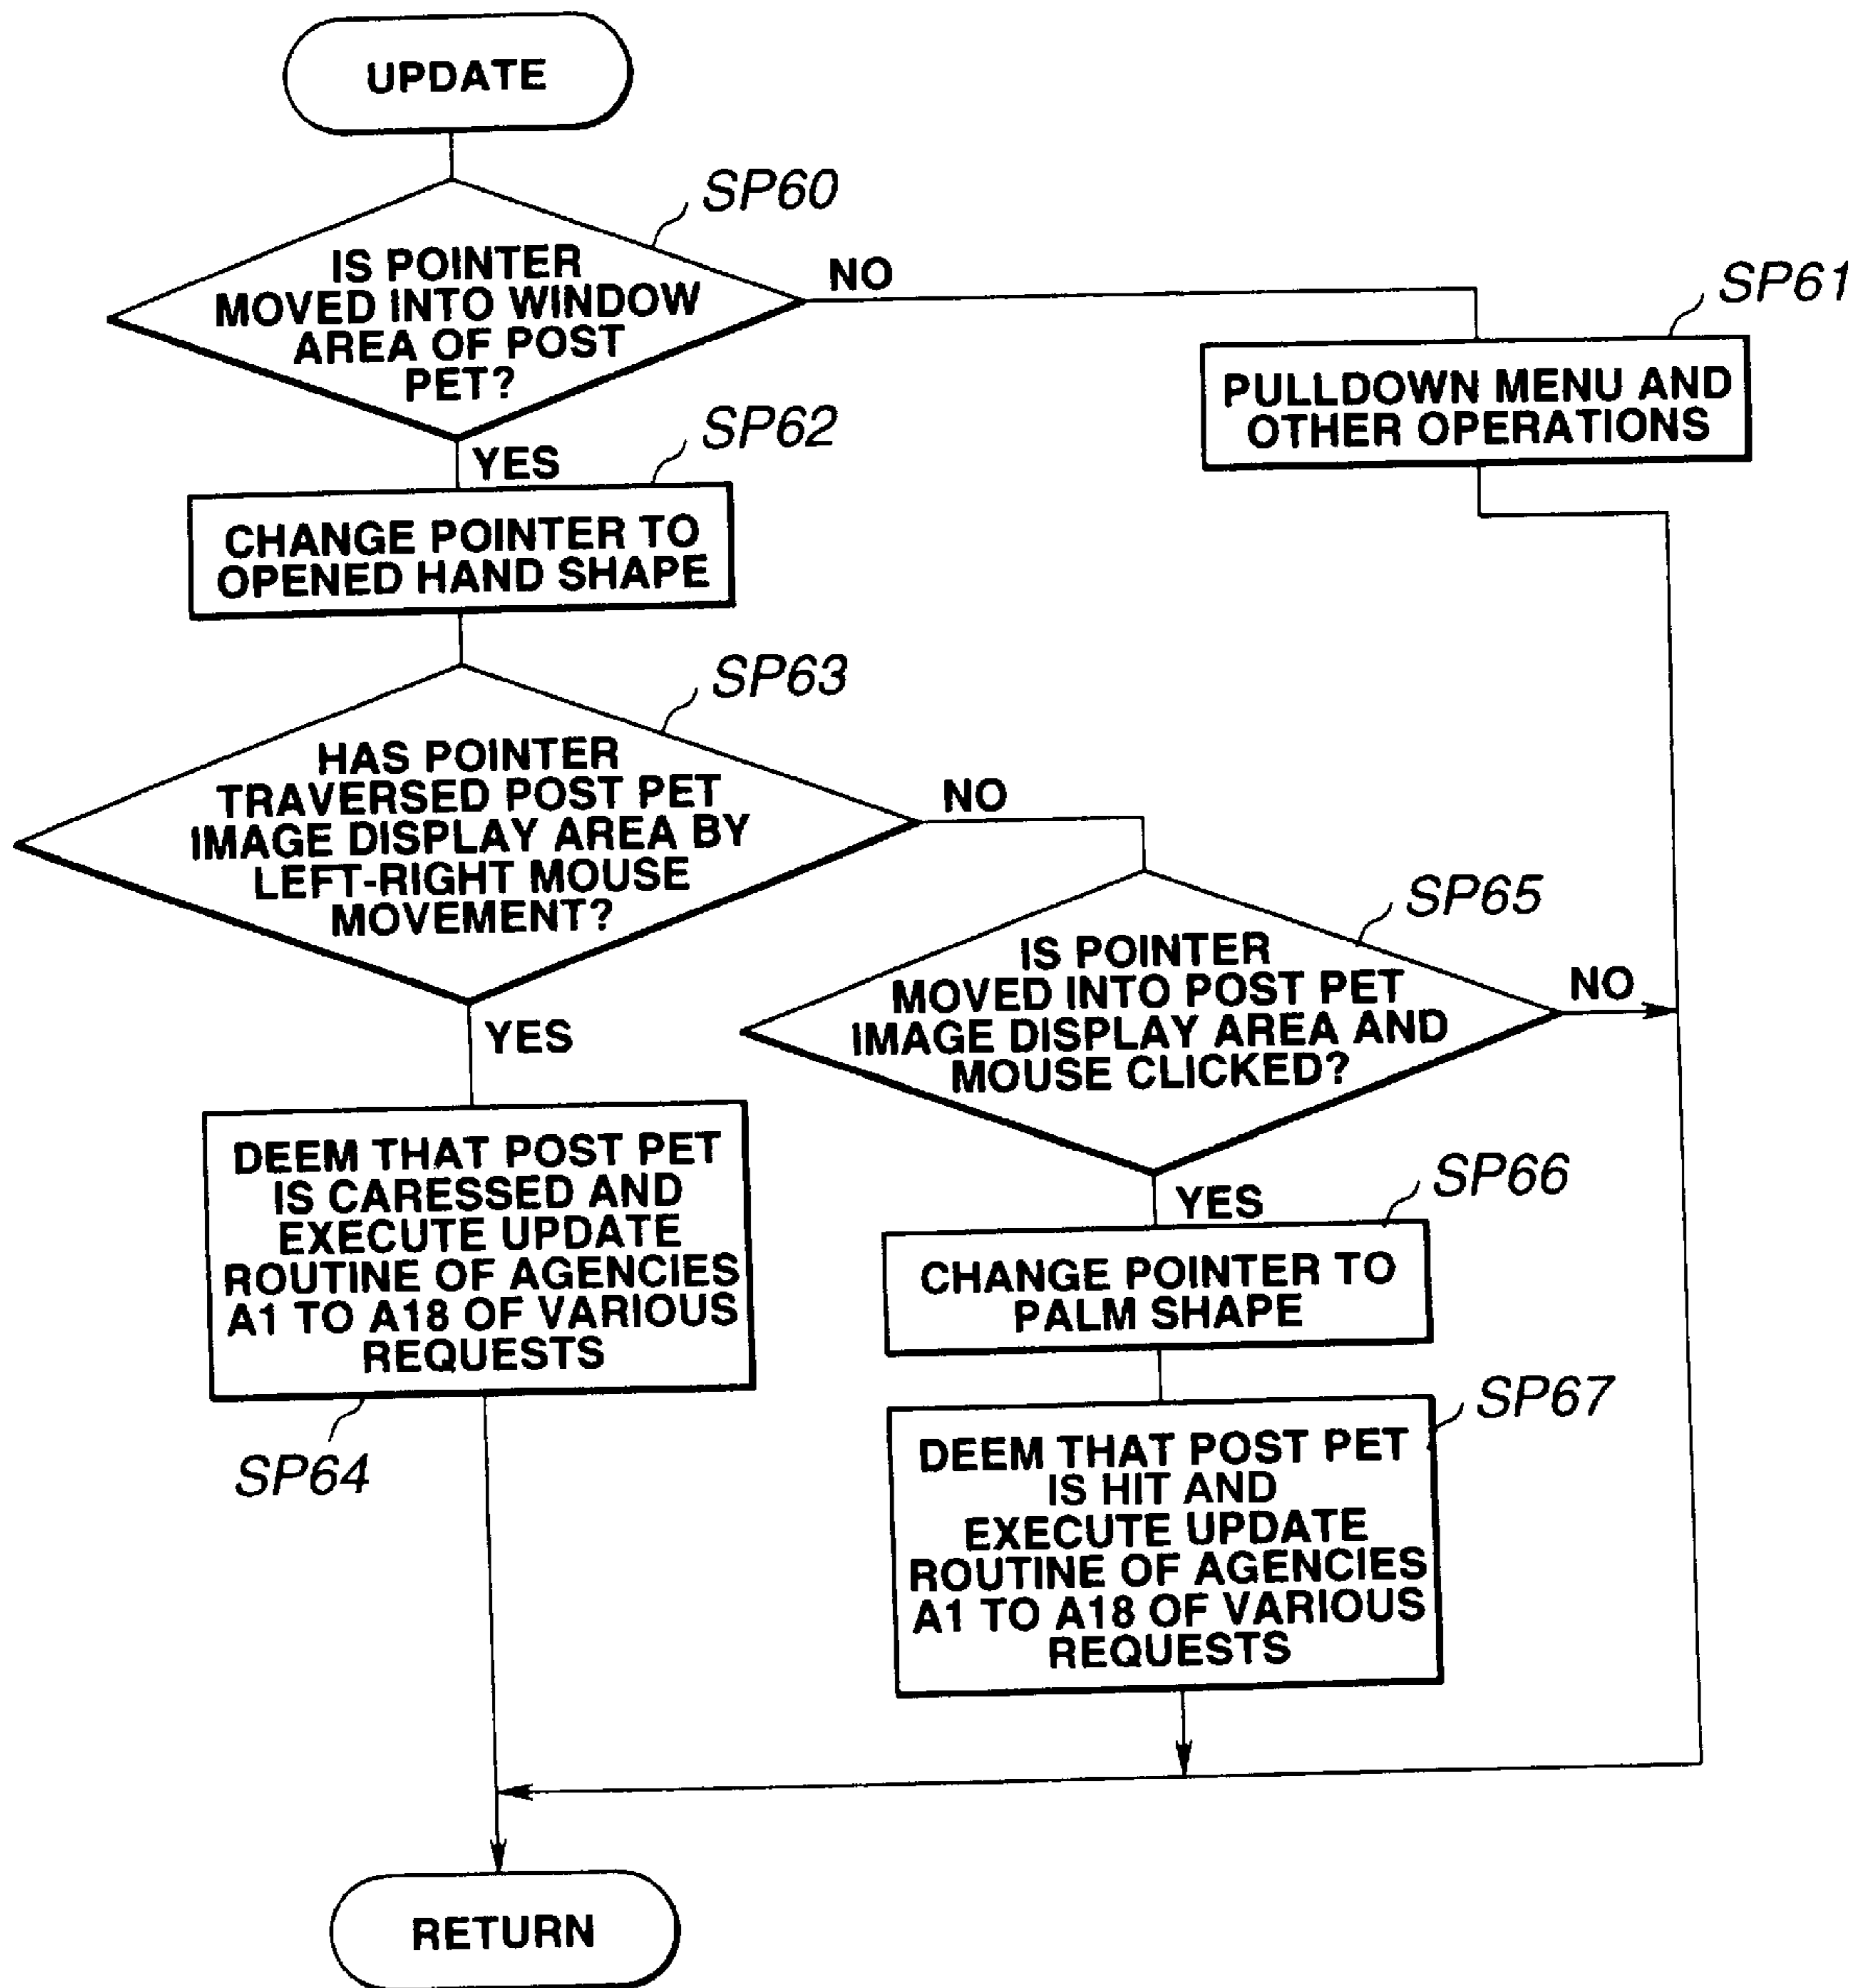 UPDATE
SP60
IS POINTER
MOVED INTO WINDOW
AREA OF POST
PET?
NO
SP61
PULLDOWN MENU AND
OTHER OPERATIONS
YES
SP62
CHANGE POINTER TO
OPENED HAND SHAPE
SP63
HAS POINTER
TRAVERSED POST PET
IMAGE DISPLAY AREA BY
LEFT-RIGHT MOUSE
MOVEMENT?
NO
YES
SP65
IS POINTER
MOVED INTO POST PET
IMAGE DISPLAY AREA AND
MOUSE CLICKED?
NO
YES
DEEM THAT POST PET
IS CARESSED AND
EXECUTE UPDATE
ROUTINE OF AGENCIES
A1 TO A18 OF VARIOUS
REQUESTS
SP64
SP66
CHANGE POINTER TO
PALM SHAPE
SP67
DEEM THAT POST PET
IS HIT AND
EXECUTE UPDATE
ROUTINE OF AGENCIES
A1 TO A18 OF VARIOUS
REQUESTS
RETURN